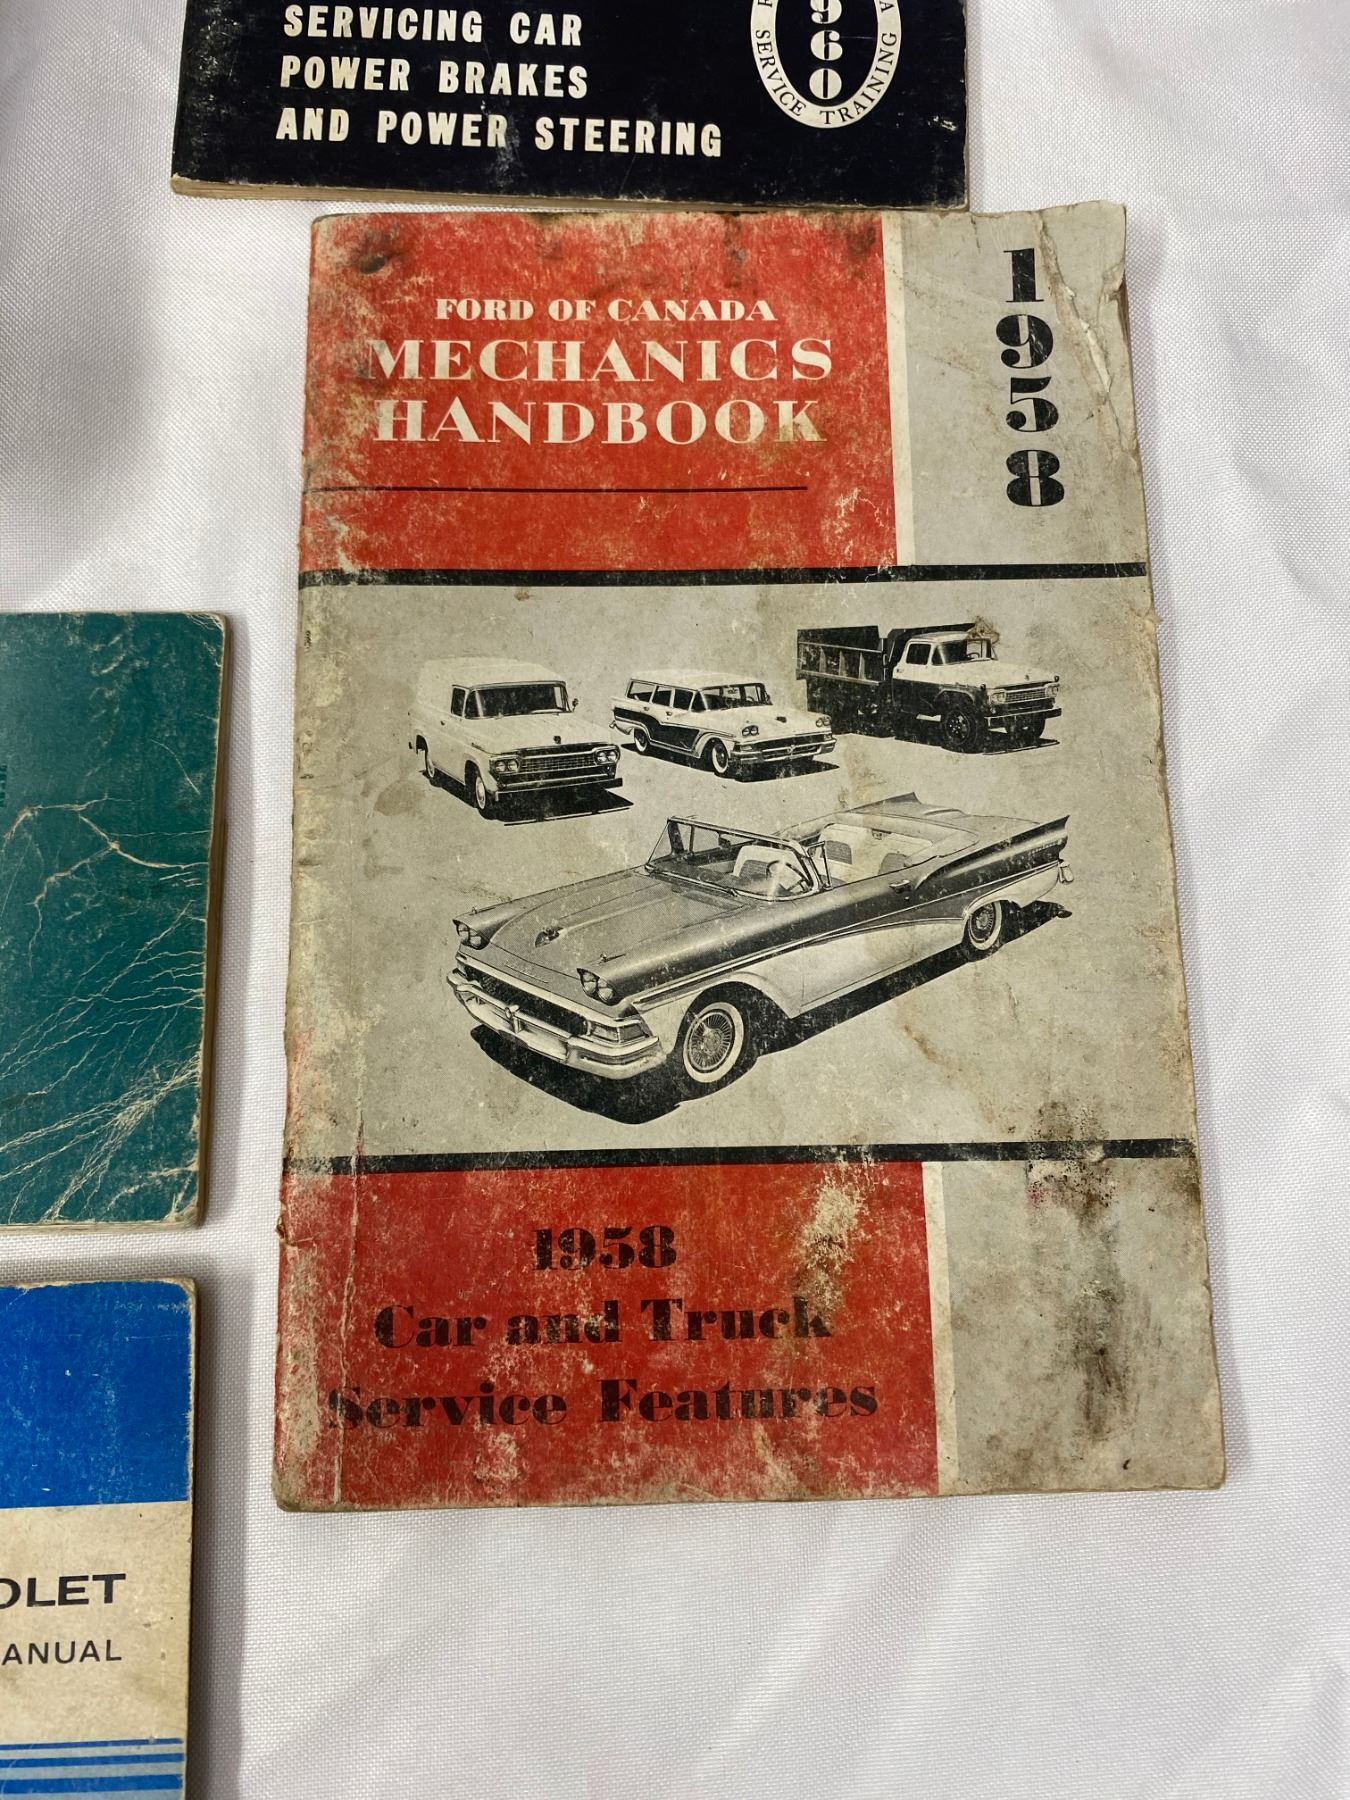 SERVICING CAR
POWER BRAKES
AND POWER STEERING
960
SERVICE TRAINING
FORD OF CANADA
MECHANICS
HANDBOOK
1958
1958
Car and Truck
Service Features
OLET
ANUAL